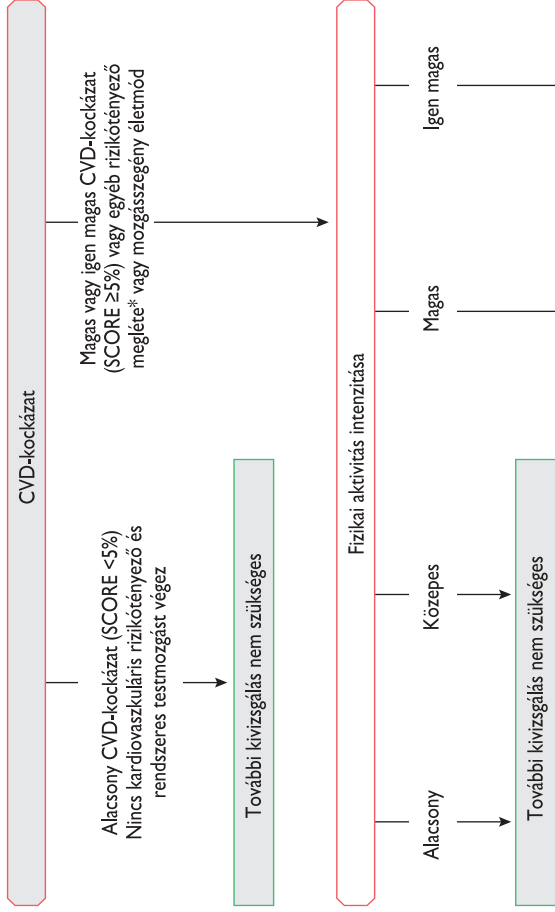 CVD-kockázat
Alacsony CVD-kockázat (SCORE <5%)
Nincs kardiovaszkuláris rizikótényező és
rendszeres testmozgást végez
Magas vagy igen magas CVD-kockázat
(SCORE ≥5%) vagy egyéb rizikótényező
megléte* vagy mozgásszegény életmód
További kivizsgálás nem szükséges
Fizikai aktivitás intenzitása
Alacsony
Közepes
Magas
Igen magas
További kivizsgálás nem szükséges